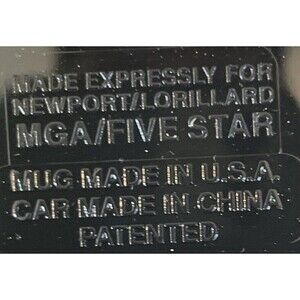 MADE EXPRESSLY FOR
NEWPORT/LORILLARD
MGA/FIVE STAR
MUG MADE IN U.S.A.
CAR MADE IN CHINA
PATENTED